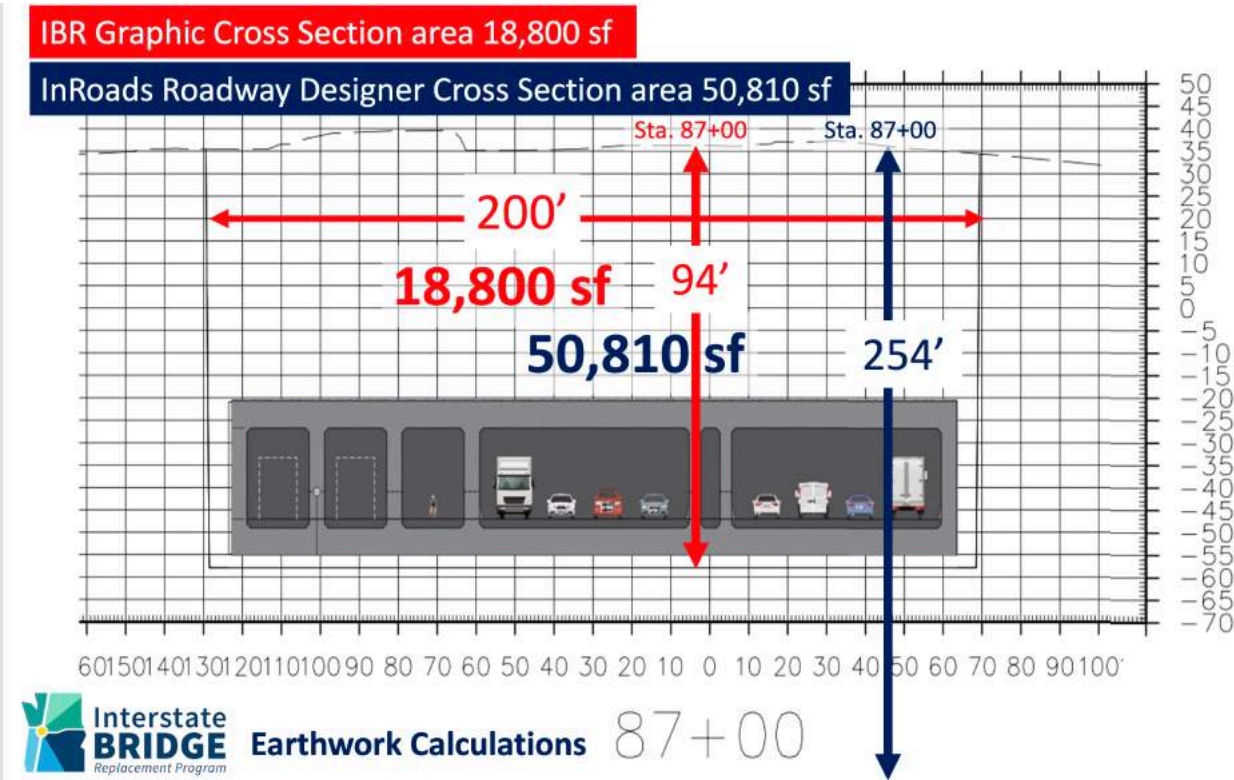 IBR Graphic Cross Section area 18,800 sf
InRoads Roadway Designer Cross Section area 50,810 sf
Sta. 87+00
Sta. 87+00
200’
18,800 sf
94’
50,810 sf
254’
50
45
40
35
30
25
20
15
10
5
0
−5
−10
−15
−20
−25
−30
−35
−40
−45
−50
−55
−60
−65
−70
60150140130120110100 90 80 70 60 50 40 30 20 10 0 10 20 30 40 50 60 70 80 90 100
Interstate
BRIDGE
Replacement Program
Earthwork Calculations
87+00